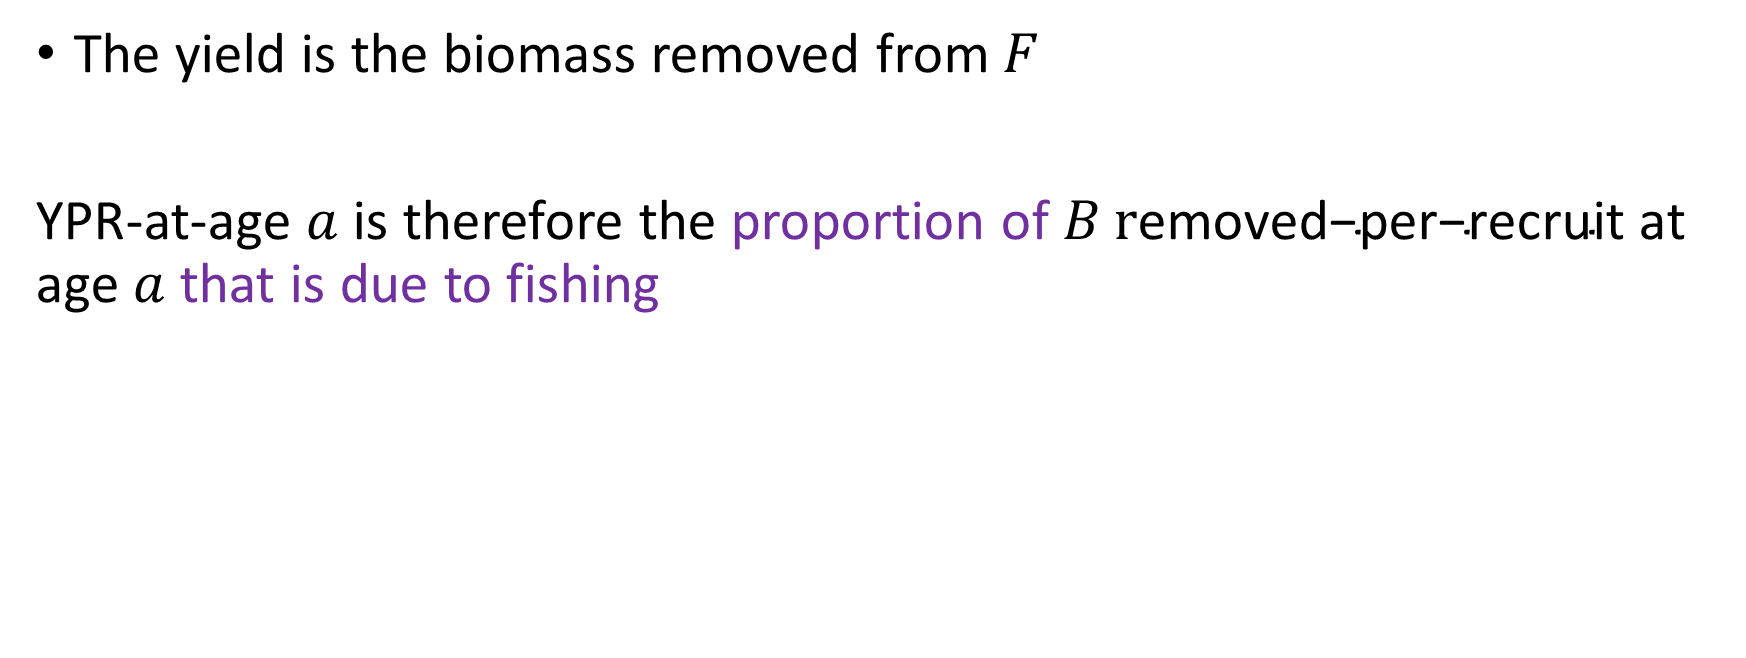 • The yield is the biomass removed from F
YPR-at-age a is therefore the proportion of B removed-per-recruit at
age a that is due to fishing